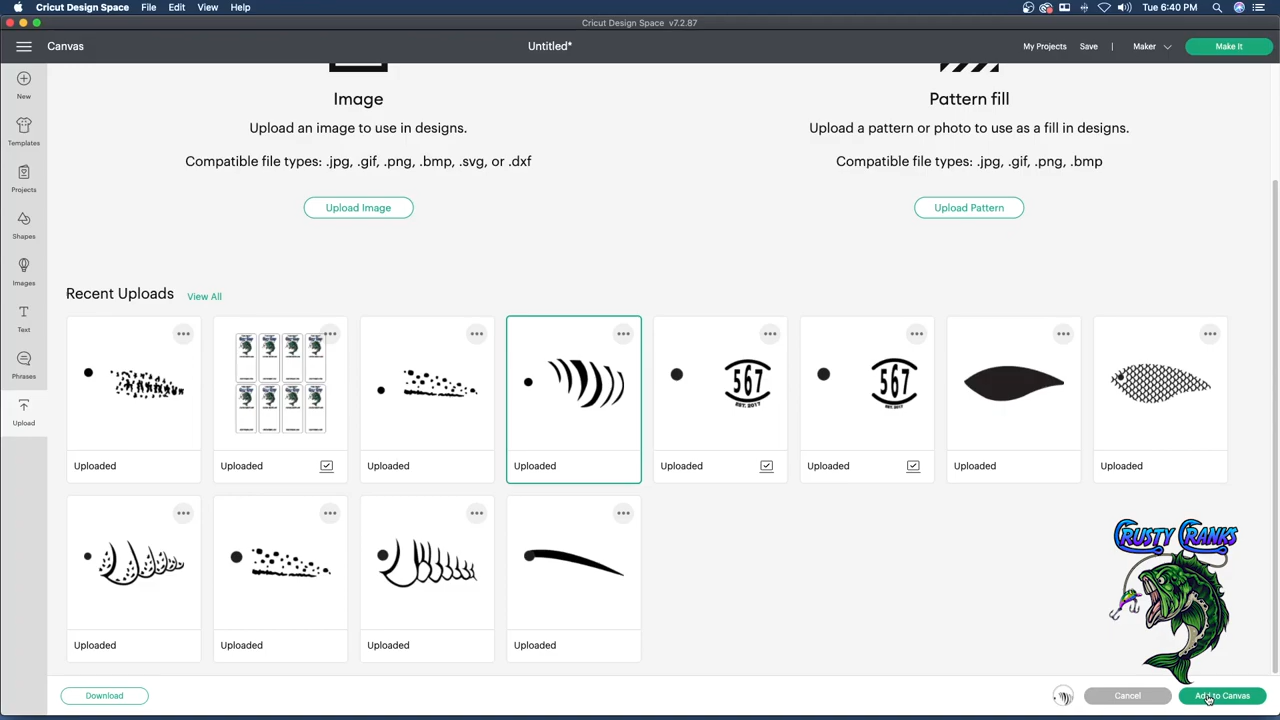 Cricut Design Space File Edit View Help Tue 6:40 PM
Cricut Design Space v7.2.87
Canvas Untitled* My Projects Save | Maker Make It
New
Templates
Projects
Shapes
Images
Text
Phrases
Upload
Image
Upload an image to use in designs.
Compatible file types: .jpg, .gif, .png, .bmp, .svg, or .dxf
Upload Image
Pattern fill
Upload a pattern or photo to use as a fill in designs.
Compatible file types: .jpg, .gif, .png, .bmp
Upload Pattern
Recent Uploads View All
567
EST. 2017
567
EST. 2017
Uploaded Uploaded Uploaded Uploaded Uploaded Uploaded Uploaded Uploaded
CRUSTY CRANKS
Uploaded Uploaded Uploaded Uploaded
Download Cancel Add to Canvas